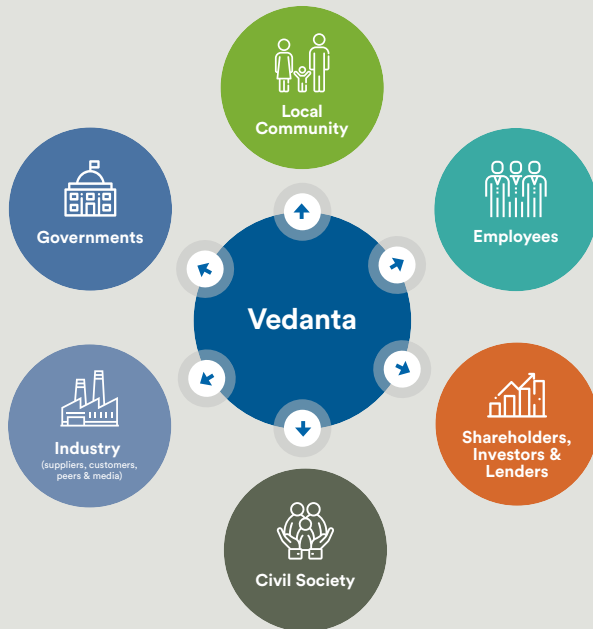 Local
Community
Governments
Employees
Vedanta
Industry
(suppliers, customers,
peers & media)
Shareholders,
Investors &
Lenders
Civil Society